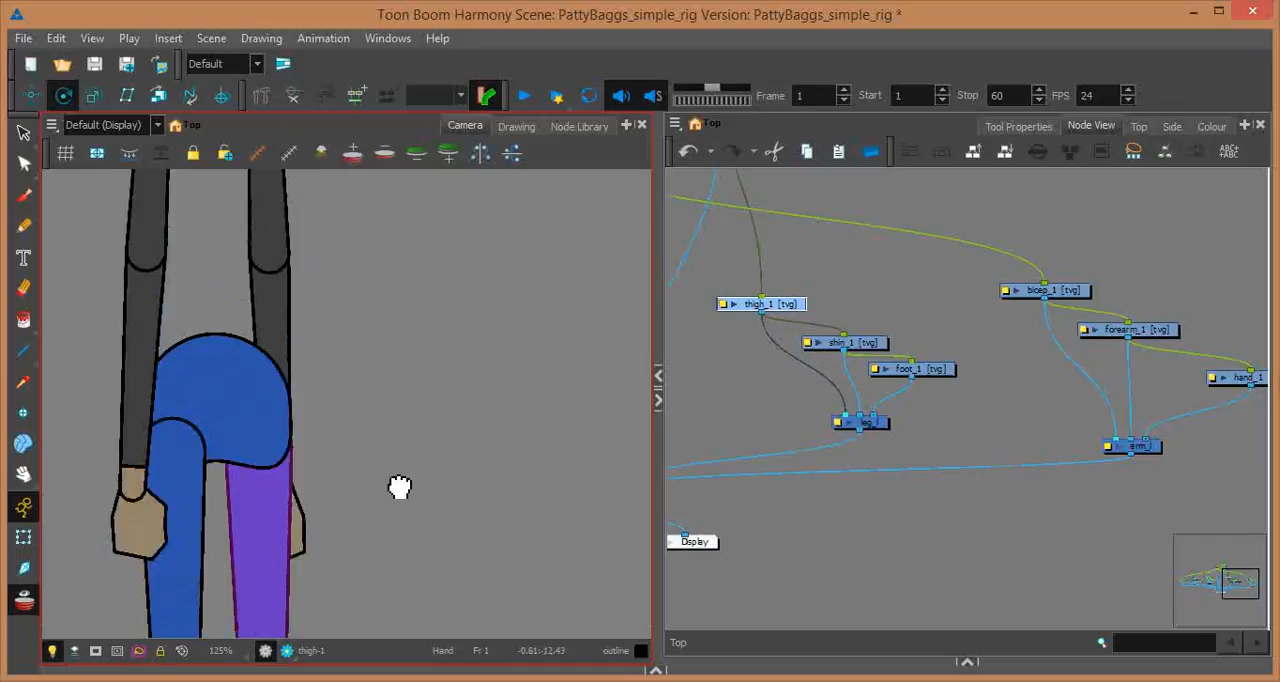 Toon Boom Harmony Scene: PattyBaggs_simple_rig Version: PattyBaggs_simple_rig *
File Edit View Play Insert Scene Drawing Animation Windows Help
Default
Frame 1 Start 1 Stop 60 FPS 24
Default (Display) Top Camera Drawing Node Library
Top Tool Properties Node View Top Side Colour
ABC+
+ABC
T
bicep_1 [tvg]
thigh_1 [tvg]
forearm_1 [tvg]
shin_1 [tvg]
foot_1 [tvg]
hand_1
Display
Top
125% thigh-1 Hand Fr 1 -0.61:-12.43 outline